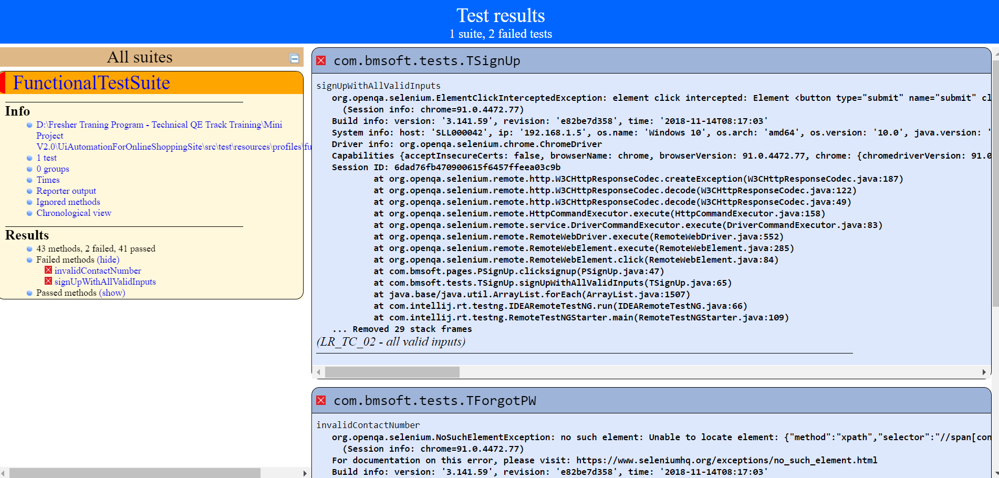 Test results
1 suite, 2 failed tests
All suites
FunctionalTestSuite
Info
D:\Fresher Traning Program - Technical QE Track Training\Mini
Project
V2.0\UiAutomationForOnlineShoppingSite\src\test\resources\profiles\fu
1 test
0 groups
Times
Reporter output
Ignored methods
Chronological view
Results
43 methods, 2 failed, 41 passed
Failed methods (hide)
invalidContactNumber
signUpWithAllValidInputs
Passed methods (show)
com.bmsoft.tests.TSignUp
signUpWithAllValidInputs
org.openqa.selenium.ElementClickInterceptedException: element click intercepted: Element <button type="submit" name="submit" cl
(Session info: chrome=91.0.4472.77)
Build info: version: '3.141.59', revision: 'e82be7d358', time: '2018-11-14T08:17:03'
System info: host: 'SLL000042', ip: '192.168.1.5', os.name: 'Windows 10', os.arch: 'amd64', os.version: '10.0', java.version: '
Driver info: org.openqa.selenium.chrome.ChromeDriver
Capabilities {acceptInsecureCerts: false, browserName: chrome, browserVersion: 91.0.4472.77, chrome: {chromedriverVersion: 91.0
Session ID: 6dad76fb470900615f6457ffeea03c9b
at org.openqa.selenium.remote.http.W3CHttpResponseCodec.createException(W3CHttpResponseCodec.java:187)
at org.openqa.selenium.remote.http.W3CHttpResponseCodec.decode(W3CHttpResponseCodec.java:122)
at org.openqa.selenium.remote.http.W3CHttpResponseCodec.decode(W3CHttpResponseCodec.java:49)
at org.openqa.selenium.remote.HttpCommandExecutor.execute(HttpCommandExecutor.java:158)
at org.openqa.selenium.remote.service.DriverCommandExecutor.execute(DriverCommandExecutor.java:83)
at org.openqa.selenium.remote.RemoteWebDriver.execute(RemoteWebDriver.java:552)
at org.openqa.selenium.remote.RemoteWebElement.execute(RemoteWebElement.java:285)
at org.openqa.selenium.remote.RemoteWebElement.click(RemoteWebElement.java:84)
at com.bmsoft.pages.PSignUp.clicksignup(PSignUp.java:47)
at com.bmsoft.tests.TSignUp.signUpWithAllValidInputs(TSignUp.java:65)
at java.base/java.util.ArrayList.forEach(ArrayList.java:1507)
at com.intellij.rt.testng.IDEARemoteTestNG.run(IDEARemoteTestNG.java:66)
at com.intellij.rt.testng.RemoteTestNGStarter.main(RemoteTestNGStarter.java:109)
... Removed 29 stack frames
(LR_TC_02 - all valid inputs)
com.bmsoft.tests.TForgotPW
invalidContactNumber
org.openqa.selenium.NoSuchElementException: no such element: Unable to locate element: {"method":"xpath","selector":"//span[con
(Session info: chrome=91.0.4472.77)
For documentation on this error, please visit: https://www.seleniumhq.org/exceptions/no_such_element.html
Build info: version: '3.141.59', revision: 'e82be7d358', time: '2018-11-14T08:17:03'